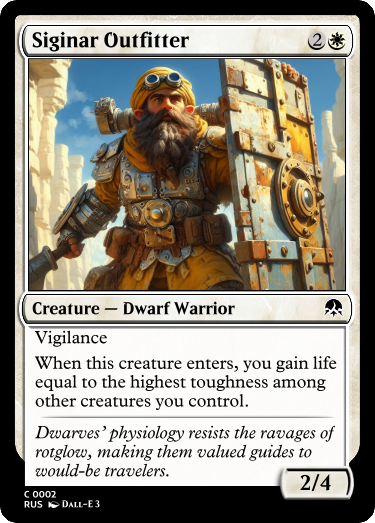 Siginar Outfitter 2
Creature — Dwarf Warrior
Vigilance
When this creature enters, you gain life
equal to the highest toughness among
other creatures you control.
Dwarves’ physiology resists the ravages of
rotglow, making them valued guides to
would-be travelers.
2/4
C 0002
RUS DALL-E 3